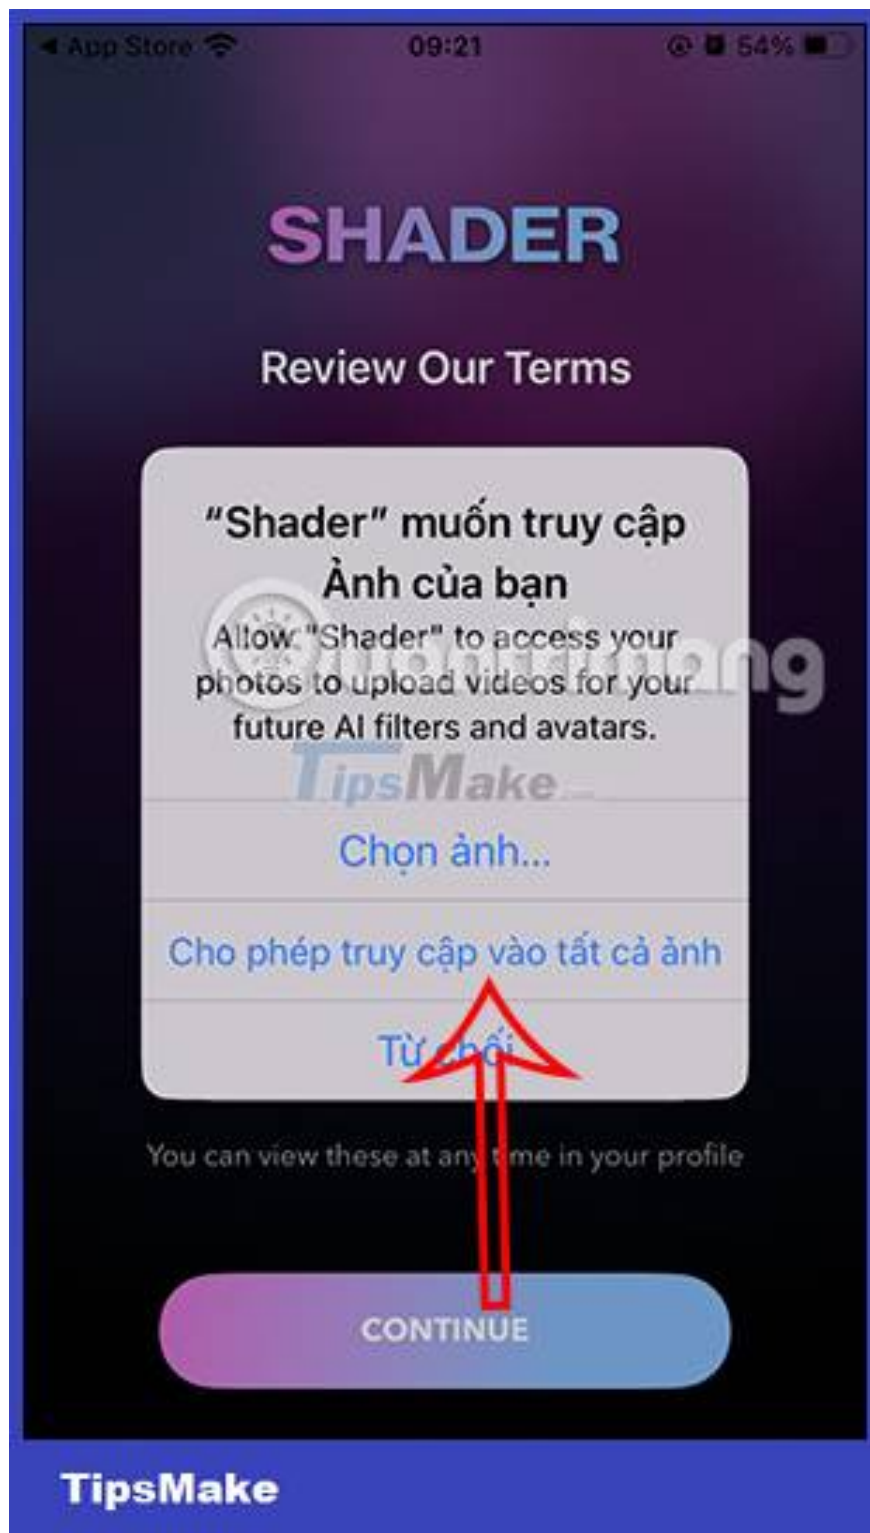 App Store
09:21
54%
SHADER
Review Our Terms
“Shader” muốn truy cập
Ảnh của bạn
Allow "Shader" to access your
photos to upload videos for your
future AI filters and avatars.
Quantrimang
TipsMake
Chọn ảnh...
Cho phép truy cập vào tất cả ảnh
Từ chối
You can view these at any time in your profile
CONTINUE
TipsMake